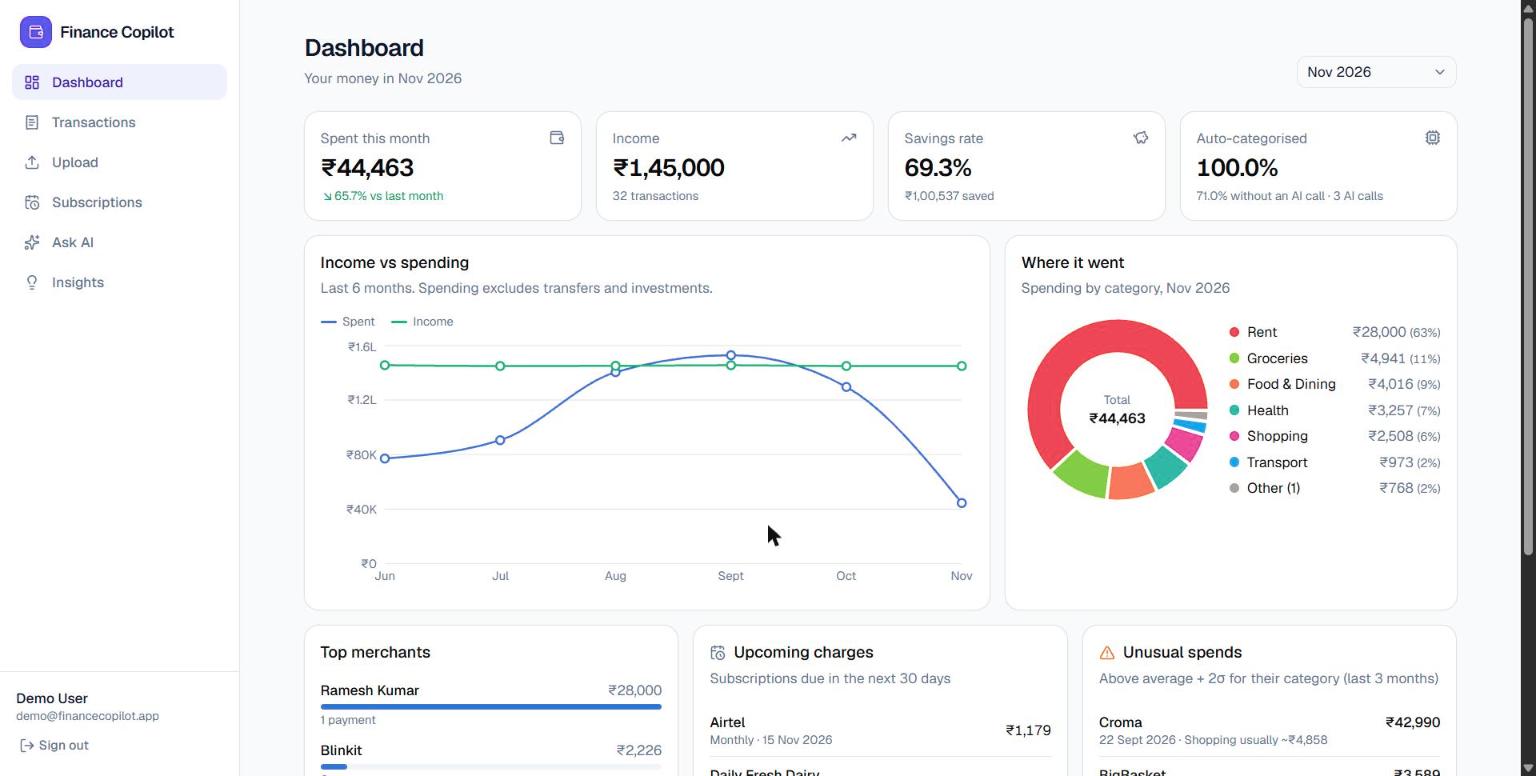 Finance Copilot
Dashboard
Transactions
Upload
Subscriptions
Ask AI
Insights
Demo User
demo@financecopilot.app
Sign out
Dashboard
Your money in Nov 2026
Nov 2026
Spent this month
₹44,463
65.7% vs last month
Income
₹1,45,000
32 transactions
Savings rate
69.3%
₹1,00,537 saved
Auto-categorised
100.0%
71.0% without an AI call · 3 AI calls
Income vs spending
Last 6 months. Spending excludes transfers and investments.
Spent Income
₹1.6L
₹1.2L
₹80K
₹40K
₹0
Jun Jul Aug Sept Oct Nov
Where it went
Spending by category, Nov 2026
Total
₹44,463
Rent ₹28,000 (63%)
Groceries ₹4,941 (11%)
Food & Dining ₹4,016 (9%)
Health ₹3,257 (7%)
Shopping ₹2,508 (6%)
Transport ₹973 (2%)
Other (1) ₹768 (2%)
Top merchants
Ramesh Kumar ₹28,000
1 payment
Blinkit ₹2,226
Upcoming charges
Subscriptions due in the next 30 days
Airtel ₹1,179
Monthly · 15 Nov 2026
Daily Fresh Dairy
Unusual spends
Above average + 2σ for their category (last 3 months)
Croma ₹42,990
22 Sept 2026 · Shopping usually ~₹4,858
BigBasket ₹3,589